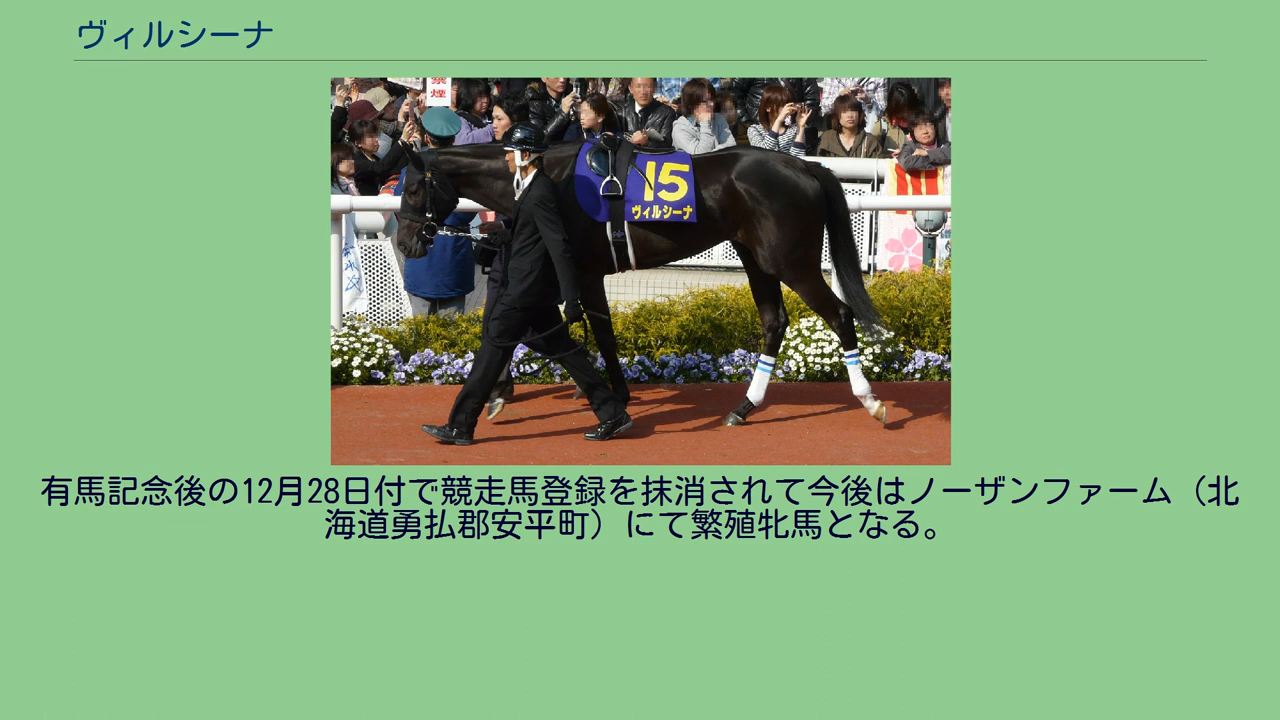 ヴィルシーナ
禁
煙
15
ヴィルシーナ
有馬記念後の12月28日付で競走馬登録を抹消されて今後はノーザンファーム（北
海道勇払郡安平町）にて繁殖牝馬となる。